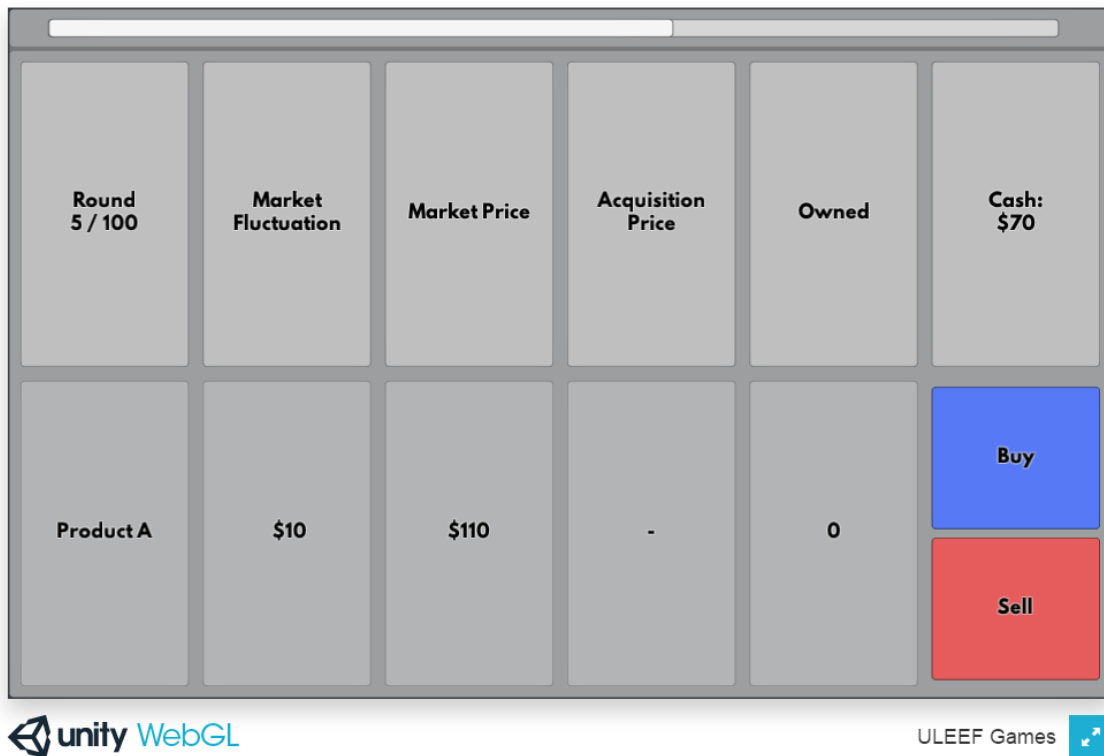 Round
5 / 100
Market
Fluctuation
Market Price
Acquisition
Price
Owned
Cash:
$70
Product A
$10
$110
-
0
Buy
Sell
unity WebGL
ULEEF Games